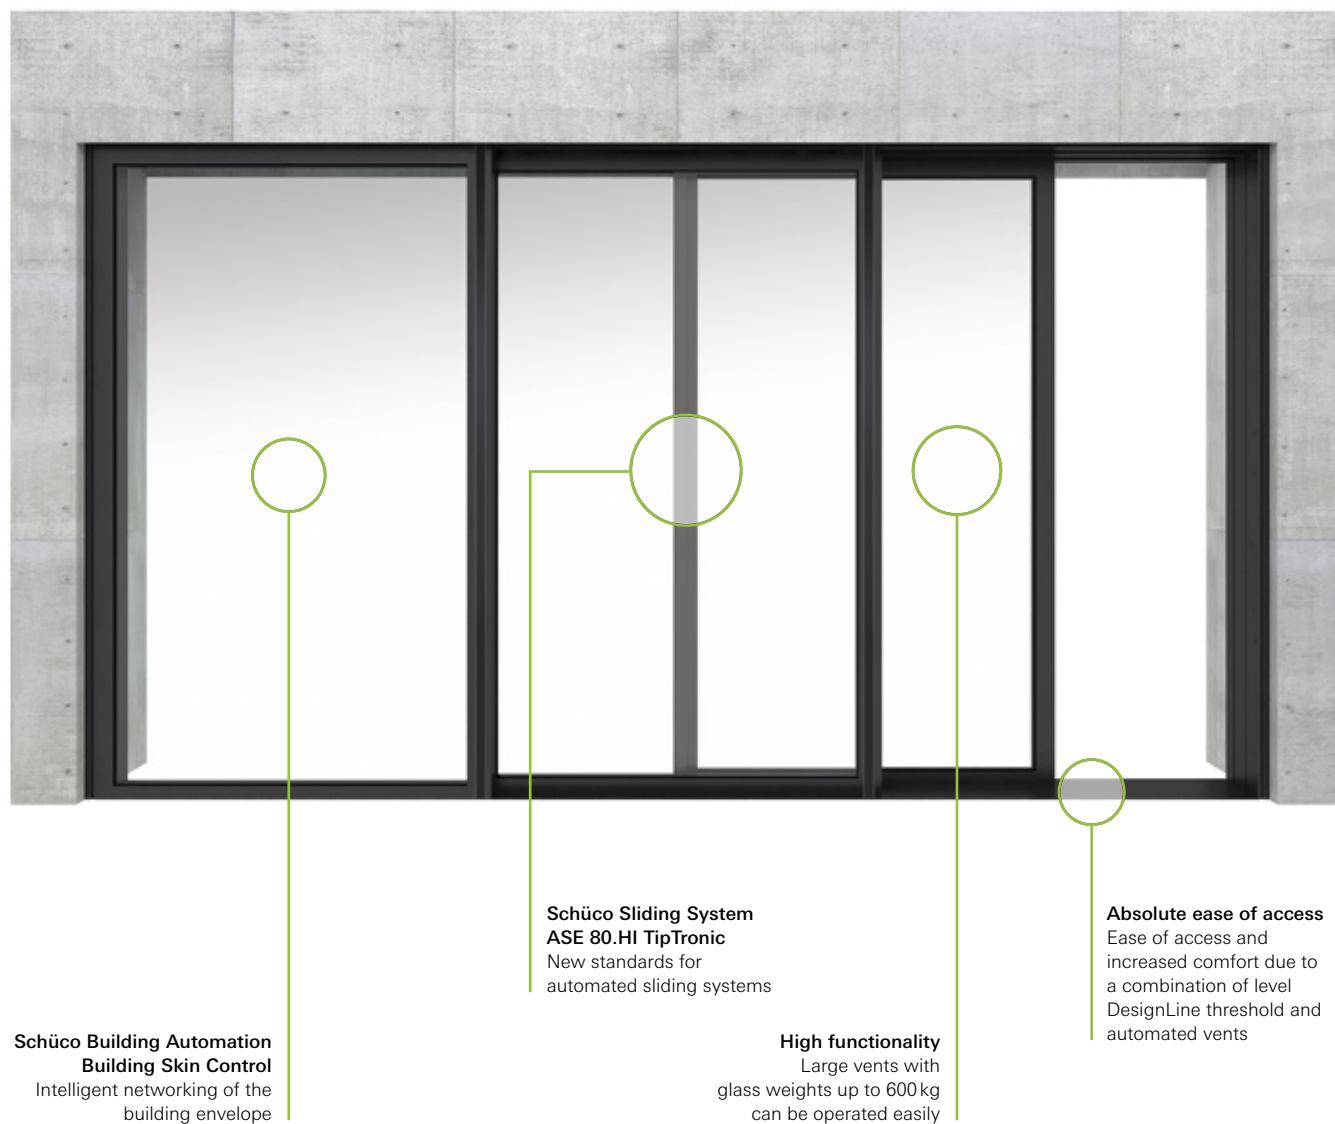 Schüco Sliding System
ASE 80.HI TipTronic
New standards for
automated sliding systems
Absolute ease of access
Ease of access and
increased comfort due to
a combination of level
DesignLine threshold and
automated vents
Schüco Building Automation
Building Skin Control
Intelligent networking of the
building envelope
High functionality
Large vents with
glass weights up to 600 kg
can be operated easily